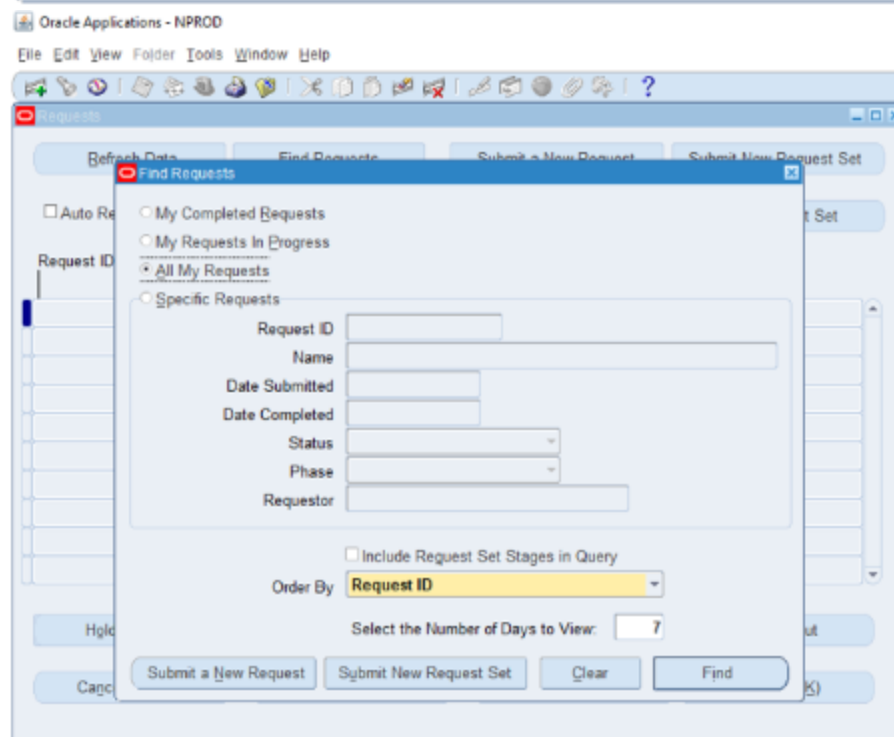 Oracle Applications - NPROD
File Edit View Folder Tools Window Help
Requests
Refresh Data Find Requests Submit a New Request Submit New Request Set
Find Requests
Auto Re
My Completed Requests
t Set
My Requests In Progress
Request ID
All My Requests
Specific Requests
Request ID
Name
Date Submitted
Date Completed
Status
Phase
Requestor
Include Request Set Stages in Query
Order By Request ID
Hold
Select the Number of Days to View: 7
ut
Submit a New Request Submit New Request Set Clear Find
Canc
K)